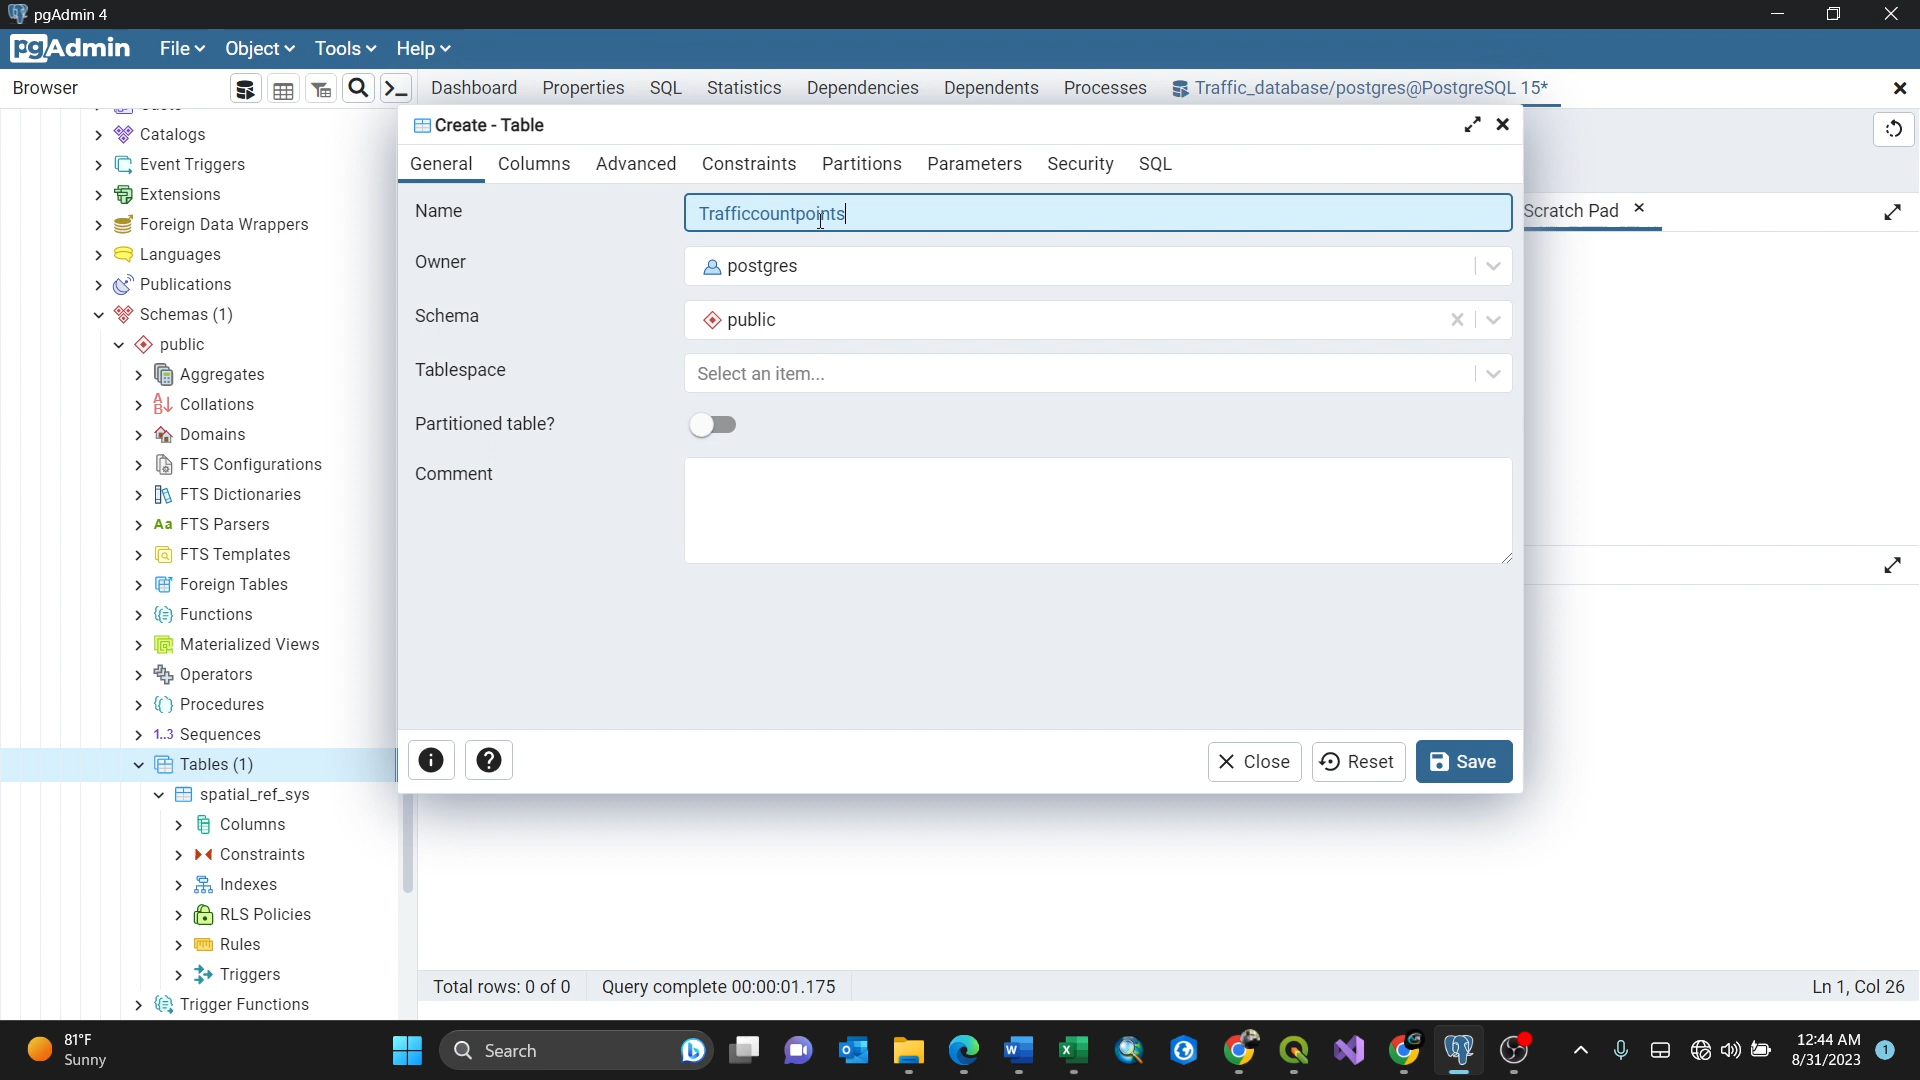 pgAdmin 4
pgAdmin File Object Tools Help
Browser
Dashboard Properties SQL Statistics Dependencies Dependents Processes Traffic_database/postgres@PostgreSQL 15*
Catalogs
Event Triggers
Extensions
Foreign Data Wrappers
Languages
Publications
Schemas (1)
public
Aggregates
Collations
Domains
FTS Configurations
FTS Dictionaries
Aa FTS Parsers
FTS Templates
Foreign Tables
Functions
Materialized Views
Operators
Procedures
1..3 Sequences
Tables (1)
spatial_ref_sys
Columns
Constraints
Indexes
RLS Policies
Rules
Triggers
Trigger Functions
Create - Table
General Columns Advanced Constraints Partitions Parameters Security SQL
Name Trafficcountpoints
Owner postgres
Schema public
Tablespace Select an item...
Partitioned table?
Comment
Close Reset Save
Scratch Pad
Total rows: 0 of 0 Query complete 00:00:01.175 Ln 1, Col 26
81°F
Sunny
Search
12:44 AM
8/31/2023
1